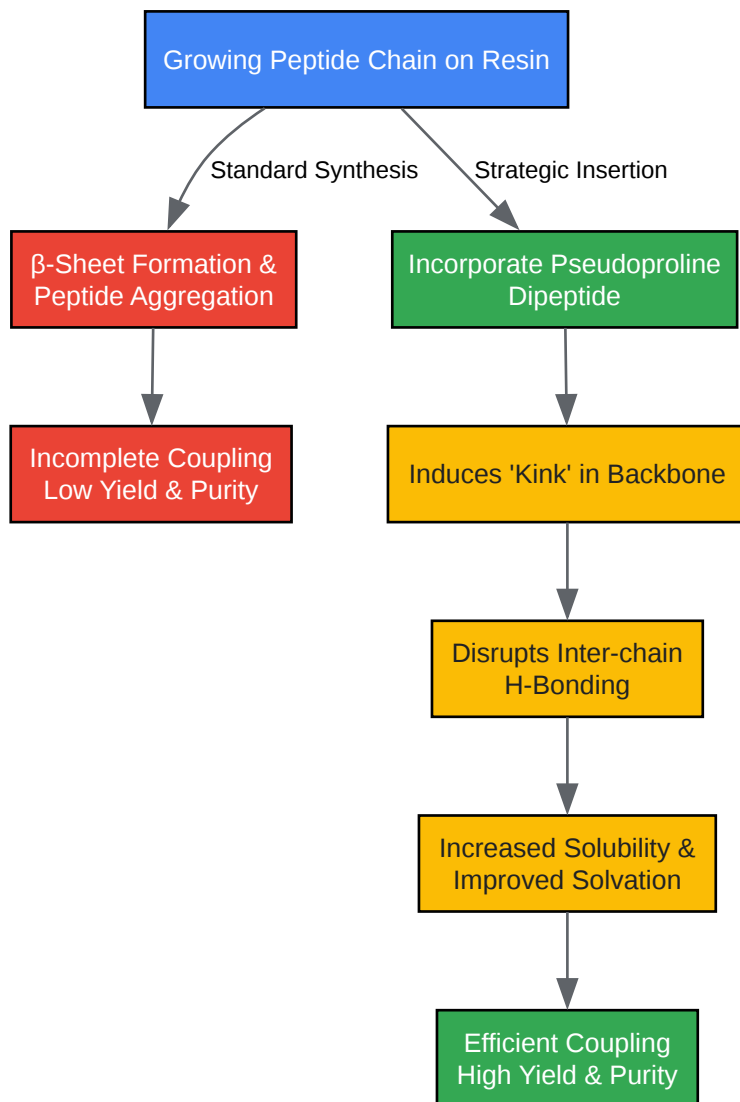 Growing Peptide Chain on Resin
Standard Synthesis
Strategic Insertion
β-Sheet Formation &
Peptide Aggregation
Incorporate Pseudoproline
Dipeptide
Incomplete Coupling
Low Yield & Purity
Induces 'Kink' in Backbone
Disrupts Inter-chain
H-Bonding
Increased Solubility &
Improved Solvation
Efficient Coupling
High Yield & Purity